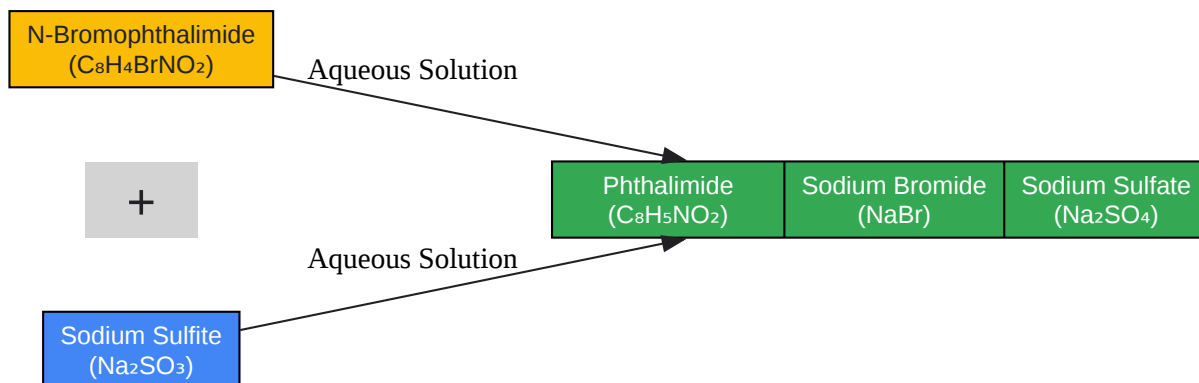 N-Bromophthalimide
(C₈H₄BrNO₂)
Aqueous Solution
+
Phthalimide
(C₈H₅NO₂)
Sodium Bromide
(NaBr)
Sodium Sulfate
(Na₂SO₄)
Aqueous Solution
Sodium Sulfite
(Na₂SO₃)